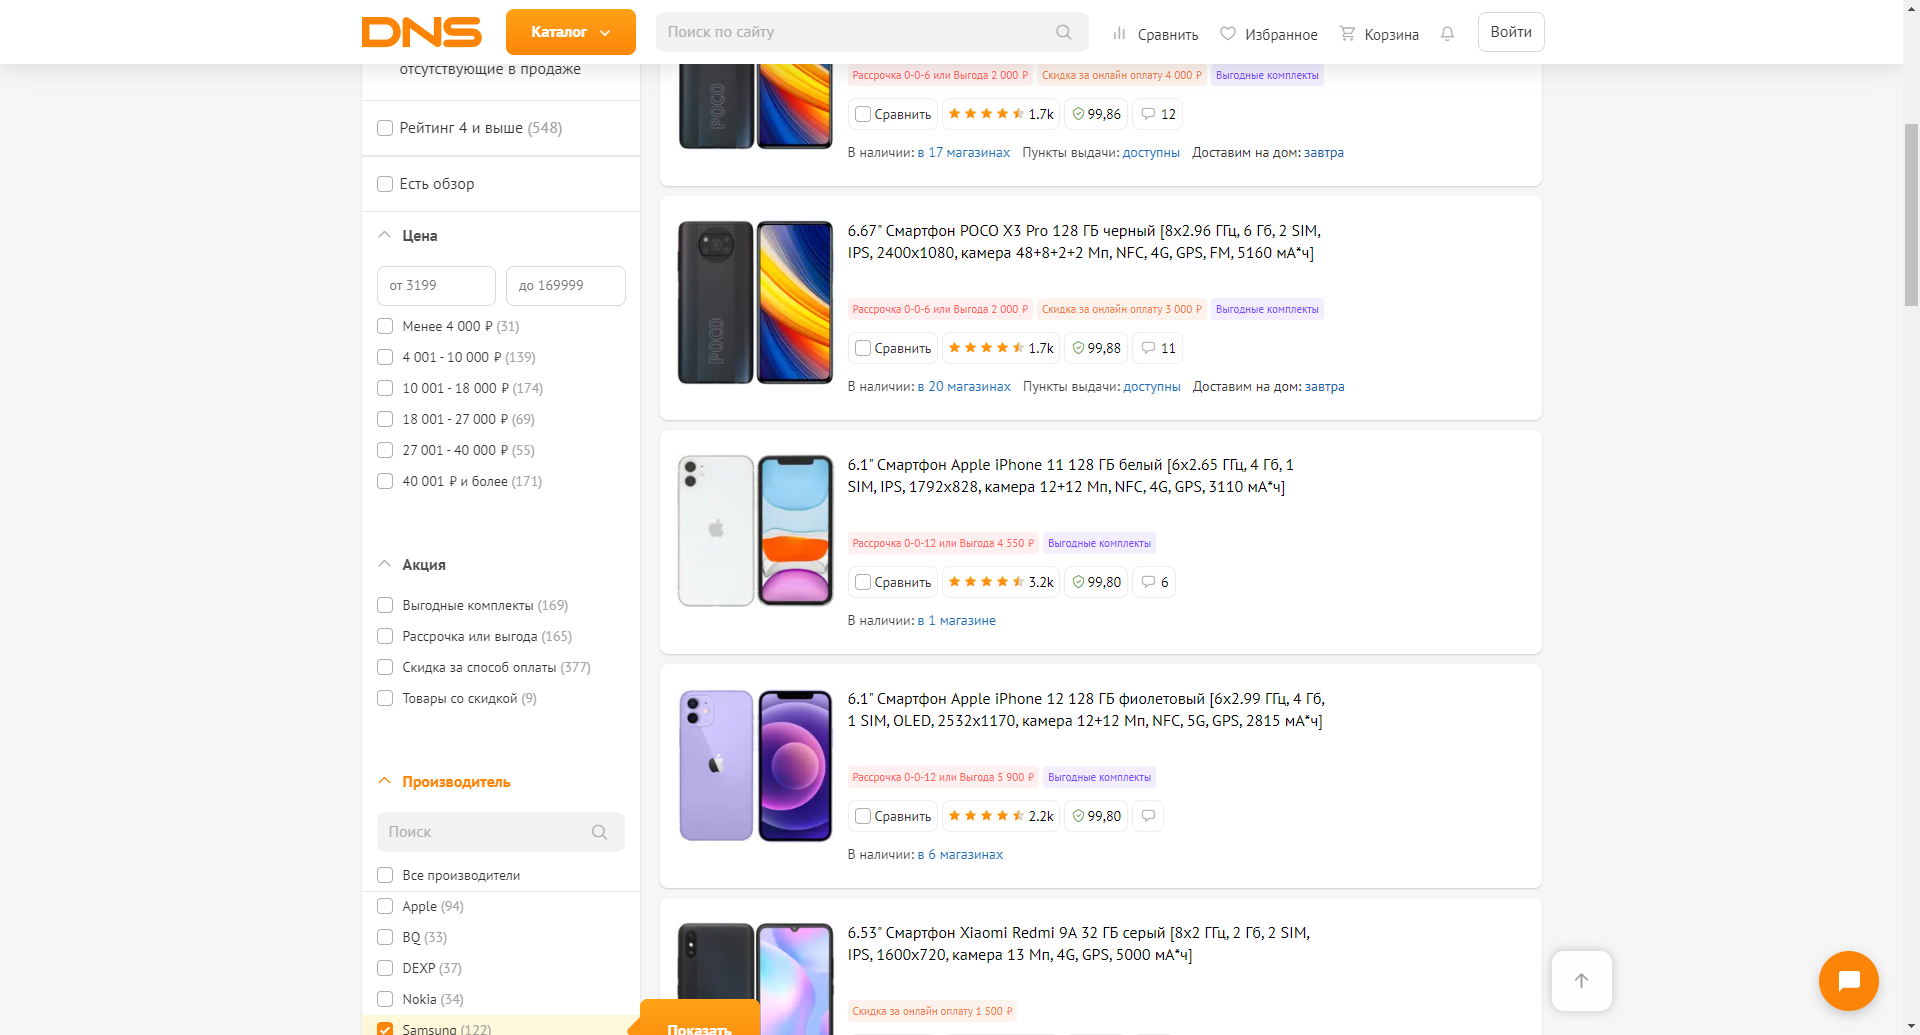 DNS
Каталог
Поиск по сайту
Сравнить
Избранное
Корзина
Войти
отсутствующие в продаже
Рейтинг 4 и выше (548)
Есть обзор
Цена
от 3199
до 169999
Менее 4 000 ₽ (31)
4 001 - 10 000 ₽ (139)
10 001 - 18 000 ₽ (174)
18 001 - 27 000 ₽ (69)
27 001 - 40 000 ₽ (55)
40 001 ₽ и более (171)
Акция
Выгодные комплекты (169)
Рассрочка или выгода (165)
Скидка за способ оплаты (377)
Товары со скидкой (9)
Производитель
Поиск
Все производители
Apple (94)
BQ (33)
DEXP (37)
Nokia (34)
Samsung (122)
Показать
POCO
Рассрочка 0-0-6 или Выгода 2 000 ₽ Скидка за онлайн оплату 4 000 ₽ Выгодные комплекты
Сравнить 1.7k 99,86 12
В наличии: в 17 магазинах Пункты выдачи: доступны Доставим на дом: завтра
POCO
6.67" Смартфон POCO X3 Pro 128 ГБ черный [8x2.96 ГГц, 6 Гб, 2 SIM,
IPS, 2400x1080, камера 48+8+2+2 Мп, NFC, 4G, GPS, FM, 5160 мА*ч]
Рассрочка 0-0-6 или Выгода 2 000 ₽ Скидка за онлайн оплату 3 000 ₽ Выгодные комплекты
Сравнить 1.7k 99,88 11
В наличии: в 20 магазинах Пункты выдачи: доступны Доставим на дом: завтра
6.1" Смартфон Apple iPhone 11 128 ГБ белый [6x2.65 ГГц, 4 Гб, 1
SIM, IPS, 1792x828, камера 12+12 Мп, NFC, 4G, GPS, 3110 мА*ч]
Рассрочка 0-0-12 или Выгода 4 550 ₽ Выгодные комплекты
Сравнить 3.2k 99,80 6
В наличии: в 1 магазине
6.1" Смартфон Apple iPhone 12 128 ГБ фиолетовый [6x2.99 ГГц, 4 Гб,
1 SIM, OLED, 2532x1170, камера 12+12 Мп, NFC, 5G, GPS, 2815 мА*ч]
Рассрочка 0-0-12 или Выгода 5 900 ₽ Выгодные комплекты
Сравнить 2.2k 99,80
В наличии: в 6 магазинах
6.53" Смартфон Xiaomi Redmi 9A 32 ГБ серый [8x2 ГГц, 2 Гб, 2 SIM,
IPS, 1600x720, камера 13 Мп, 4G, GPS, 5000 мА*ч]
Скидка за онлайн оплату 1 500 ₽